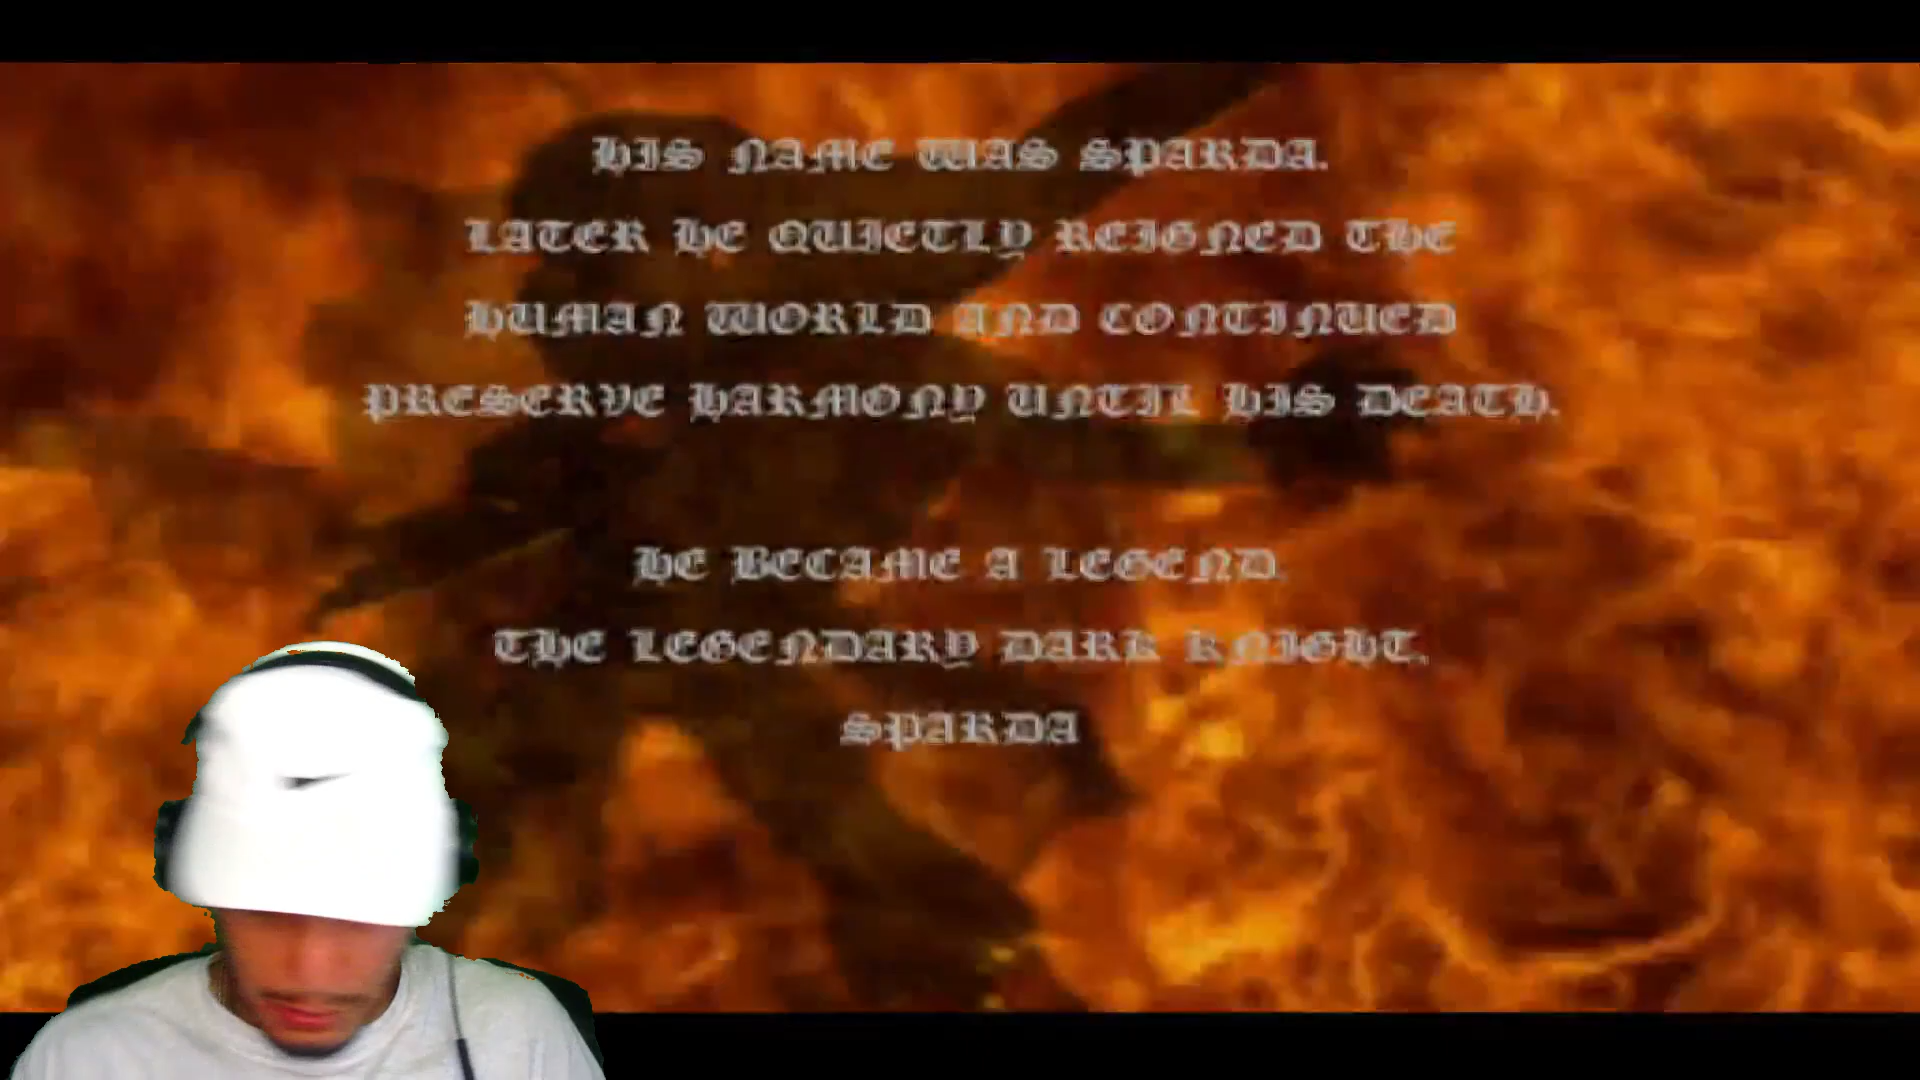 HIS NAME WAS SPARDA.
LATER HE QUIETLY REIGNED THE
HUMAN WORLD AND CONTINUED
PRESERVE HARMONY UNTIL HIS DEATH.
HE BECAME A LEGEND.
THE LEGENDARY DARK KNIGHT,
SPARDA